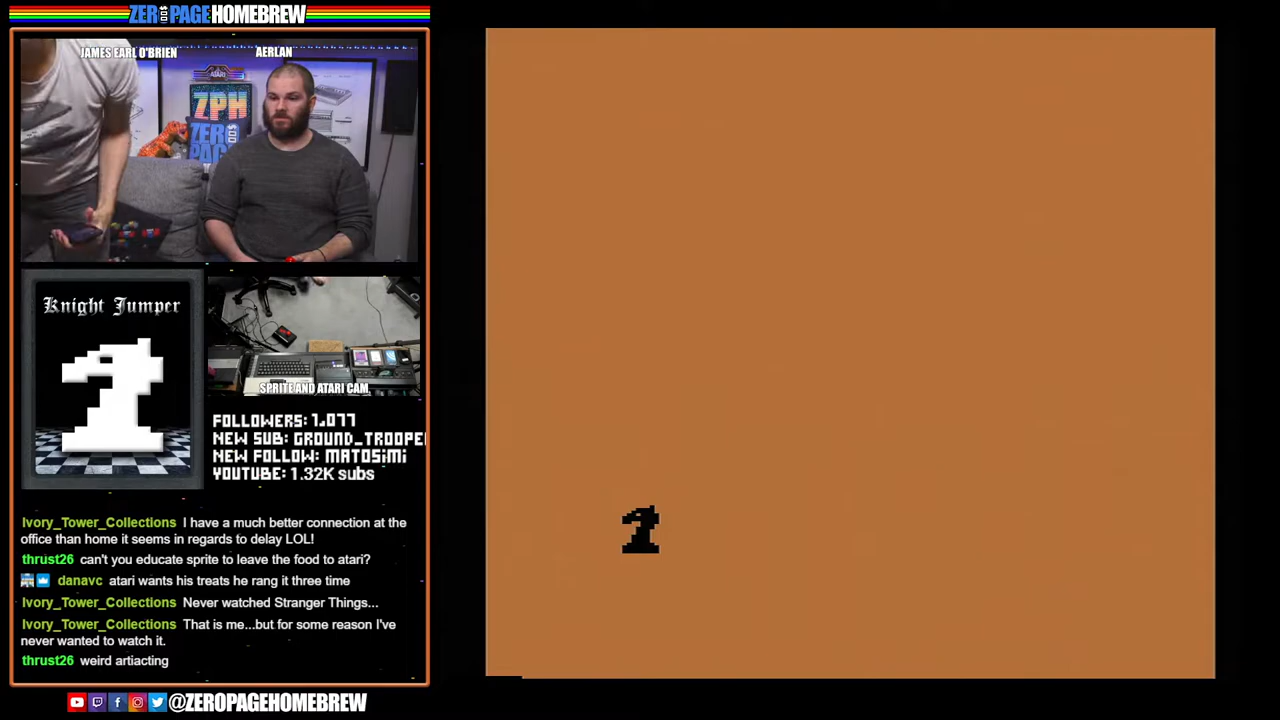 ZEROPAGEHOMEBREW
JAMES EARL O'BRIEN
AERLAN
ATARI
ZPH
ZERO
PAG
Knight Jumper
SPRITE AND ATARI CAM
FOLLOWERS: 1,077
NEW SUB: GROUND_TROOPE
NEW FOLLOW: MATOSIMI
YOUTUBE: 1.32K subs
Ivory_Tower_Collections I have a much better connection at the
office than home it seems in regards to delay LOL!
thrust26 can't you educate sprite to leave the food to atari?
danavc atari wants his treats he rang it three time
Ivory_Tower_Collections Never watched Stranger Things...
Ivory_Tower_Collections That is me...but for some reason I've
never wanted to watch it.
thrust26 weird artiacting
@ZEROPAGEHOMEBREW